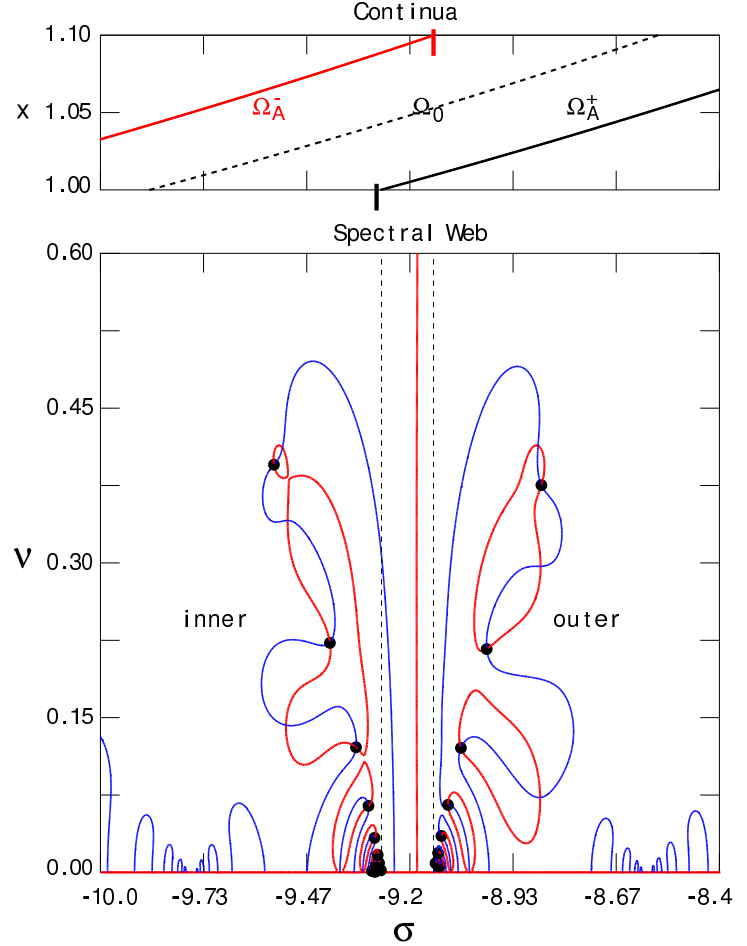 Continua
1.10
Ω_A^- Ω_0 Ω_A^+
x 1.05
1.00
Spectral Web
0.60
0.45
ν 0.30
inner outer
0.15
0.00
-10.0 -9.73 -9.47 -9.2 -8.93 -8.67 -8.4
σ